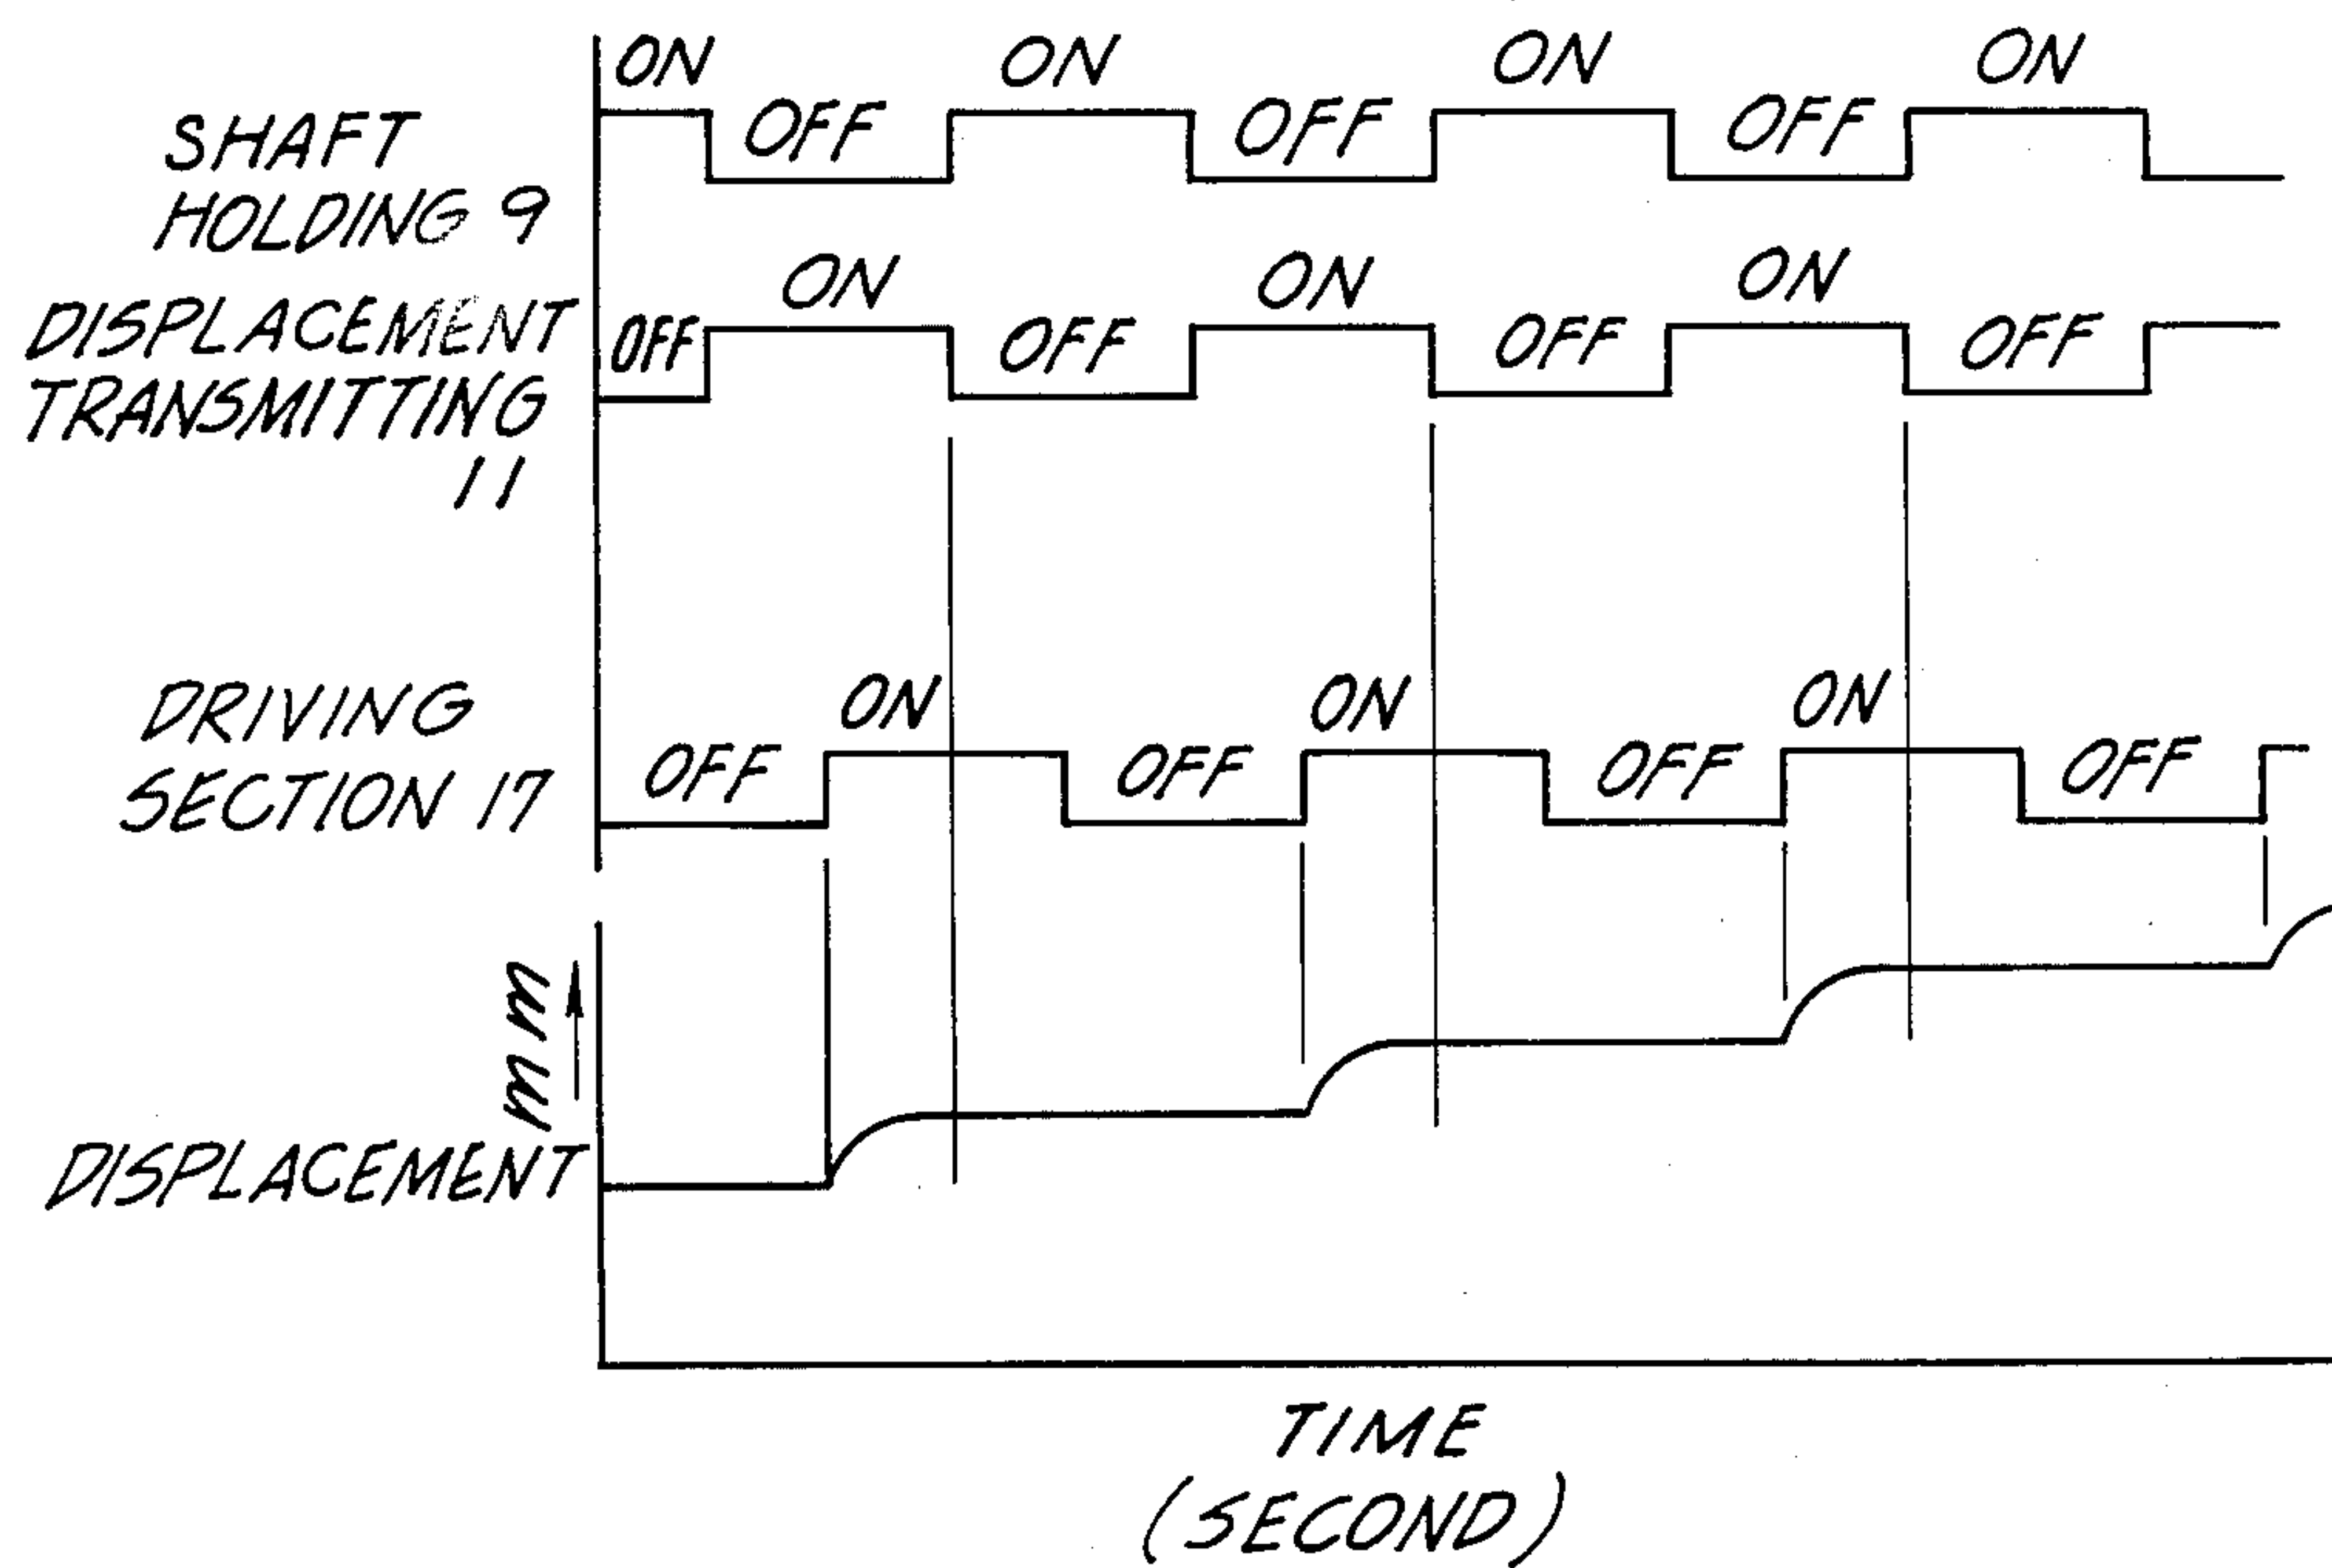 ON ON ON ON
SHAFT OFF OFF OFF
HOLDING 9
ON ON ON
DISPLACEMENT OFF OFF OFF OFF
TRANSMITTING
11
ON ON ON
DRIVING OFF OFF OFF OFF
SECTION 17
mm
DISPLACEMENT
TIME
(SECOND)